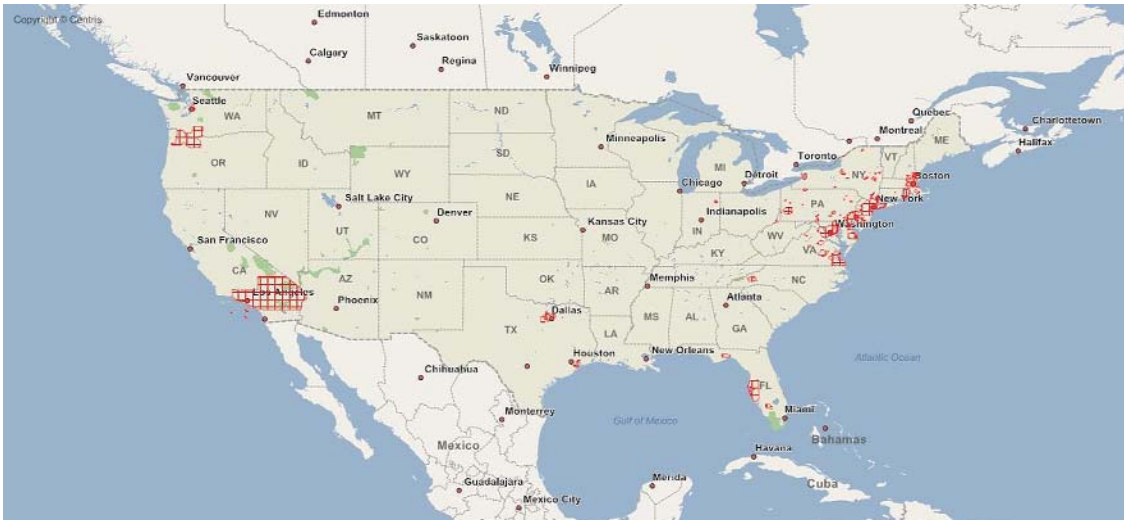 Copyright © Centris
Edmonton
Saskatoon
Calgary
Regina
Winnipeg
Vancouver
Seattle
WA
MT
ND
Minneapolis
Quebec
Montreal
Charlottetown
Halifax
ME
VT
Toronto
NY
Boston
OR
ID
SD
WY
MI
Detroit
Chicago
IA
NE
PA
New York
Salt Lake City
NV
UT
Denver
CO
KS
Kansas City
MO
IN
Indianapolis
WV
VA
Washington
KY
San Francisco
CA
Los Angeles
AZ
Phoenix
NM
OK
AR
Memphis
NC
Atlanta
MS
AL
GA
Dallas
TX
LA
Houston
New Orleans
Atlantic Ocean
FL
Chihuahua
Monterrey
Gulf of Mexico
Miami
Bahamas
Mexico
Havana
Cuba
Merida
Guadalajara
Mexico City